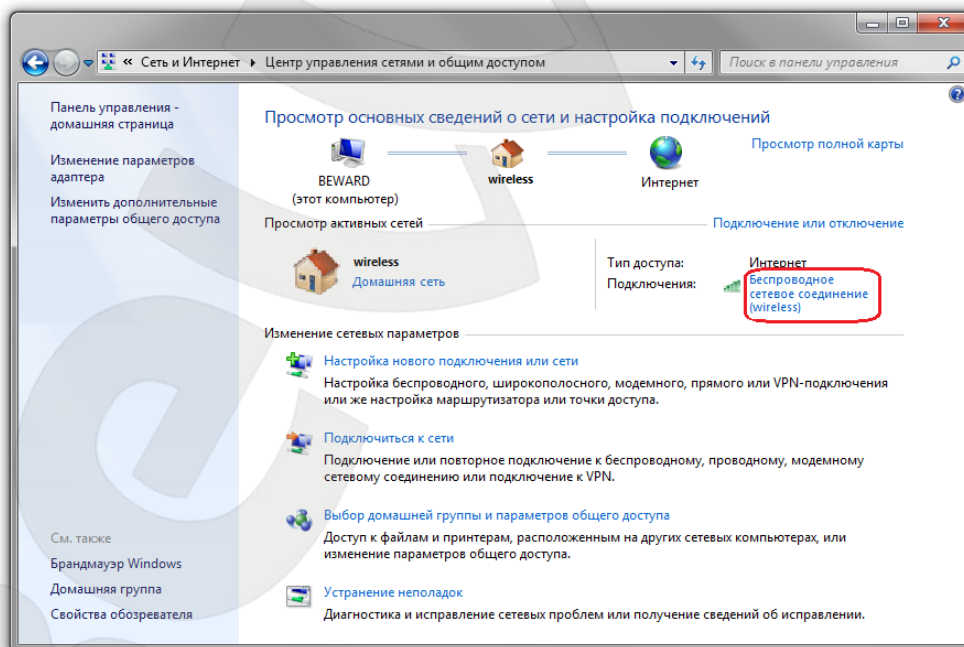 « Сеть и Интернет ▸ Центр управления сетями и общим доступом
Поиск в панели управления
Панель управления -
домашняя страница
Изменение параметров
адаптера
Изменить дополнительные
параметры общего доступа
См. также
Брандмауэр Windows
Домашняя группа
Свойства обозревателя
Просмотр основных сведений о сети и настройка подключений
Просмотр полной карты
BEWARD
(этот компьютер)
wireless
Интернет
Просмотр активных сетей
Подключение или отключение
wireless
Домашняя сеть
Тип доступа: Интернет
Подключения: Беспроводное
сетевое соединение
(wireless)
Изменение сетевых параметров
Настройка нового подключения или сети
Настройка беспроводного, широкополосного, модемного, прямого или VPN-подключения
или же настройка маршрутизатора или точки доступа.
Подключиться к сети
Подключение или повторное подключение к беспроводному, проводному, модемному
сетевому соединению или подключение к VPN.
Выбор домашней группы и параметров общего доступа
Доступ к файлам и принтерам, расположенным на других сетевых компьютерах, или
изменение параметров общего доступа.
Устранение неполадок
Диагностика и исправление сетевых проблем или получение сведений об исправлении.